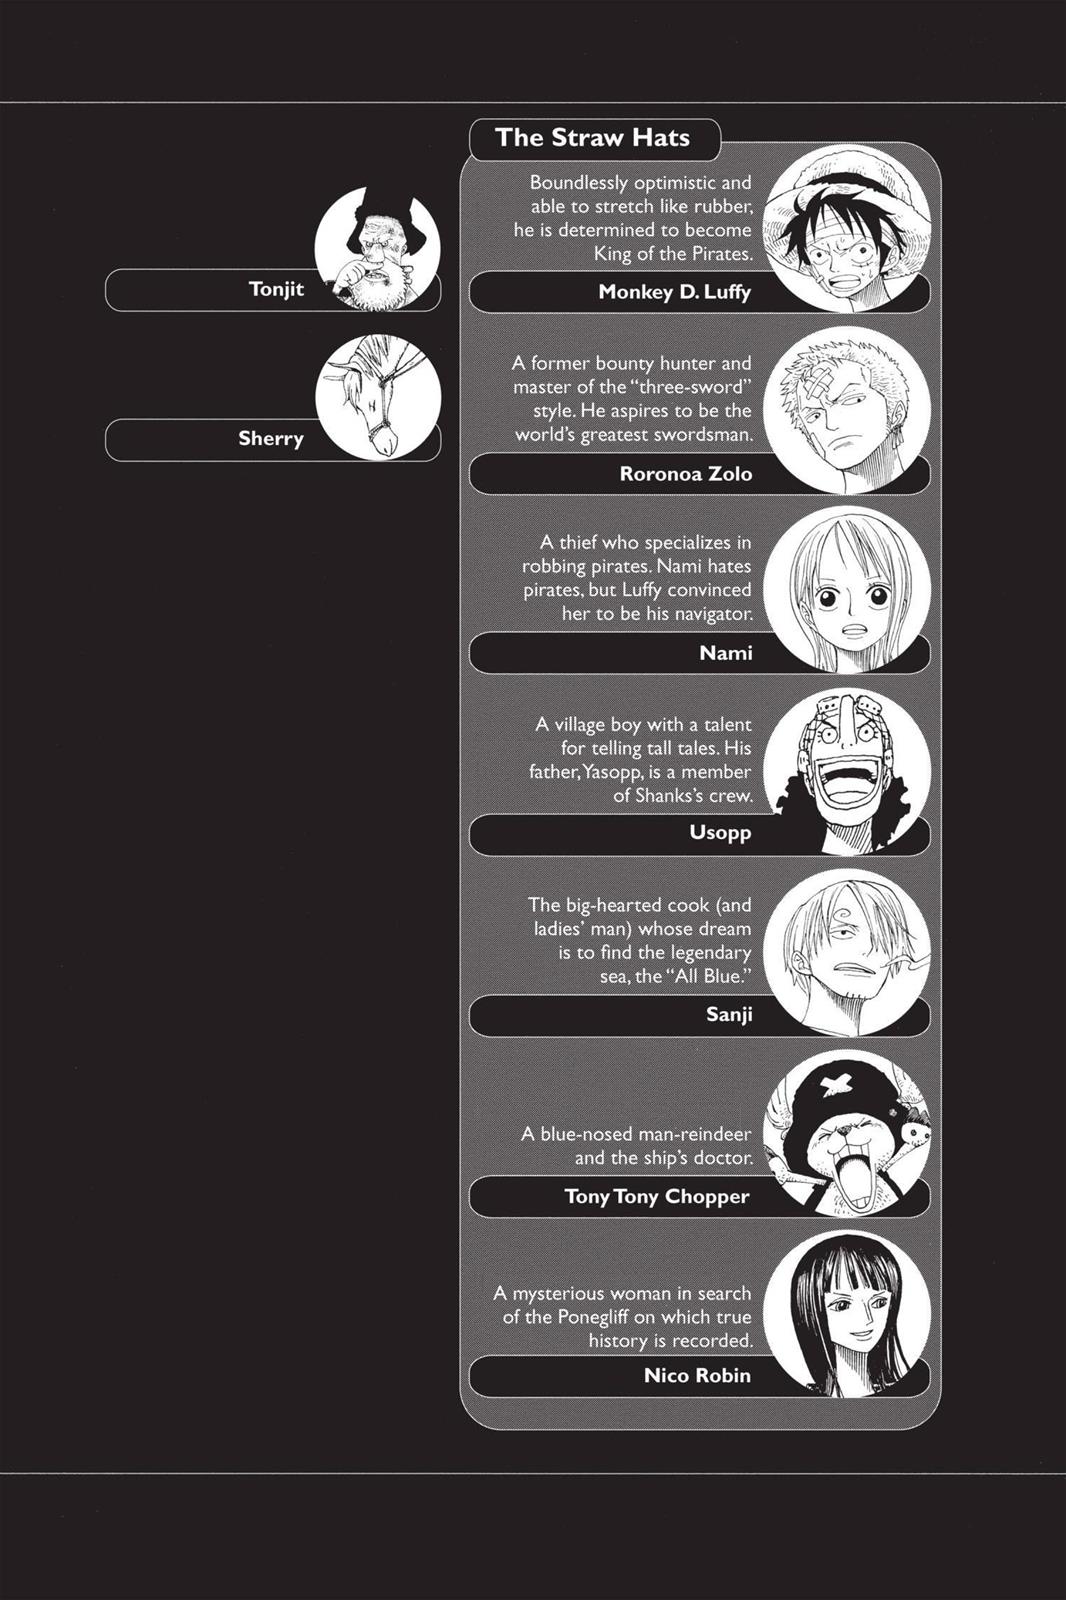 The Straw Hats
Boundlessly optimistic and
able to stretch like rubber,
he is determined to become
King of the Pirates.
Monkey D. Luffy
A former bounty hunter and
master of the “three-sword”
style. He aspires to be the
world’s greatest swordsman.
Roronoa Zolo
A thief who specializes in
robbing pirates. Nami hates
pirates, but Luffy convinced
her to be his navigator.
Nami
A village boy with a talent
for telling tall tales. His
father, Yasopp, is a member
of Shanks’s crew.
Usopp
The big-hearted cook (and
ladies’ man) whose dream
is to find the legendary
sea, the “All Blue.”
Sanji
A blue-nosed man-reindeer
and the ship’s doctor.
Tony Tony Chopper
A mysterious woman in search
of the Ponegliff on which true
history is recorded.
Nico Robin
Tonjit
Sherry